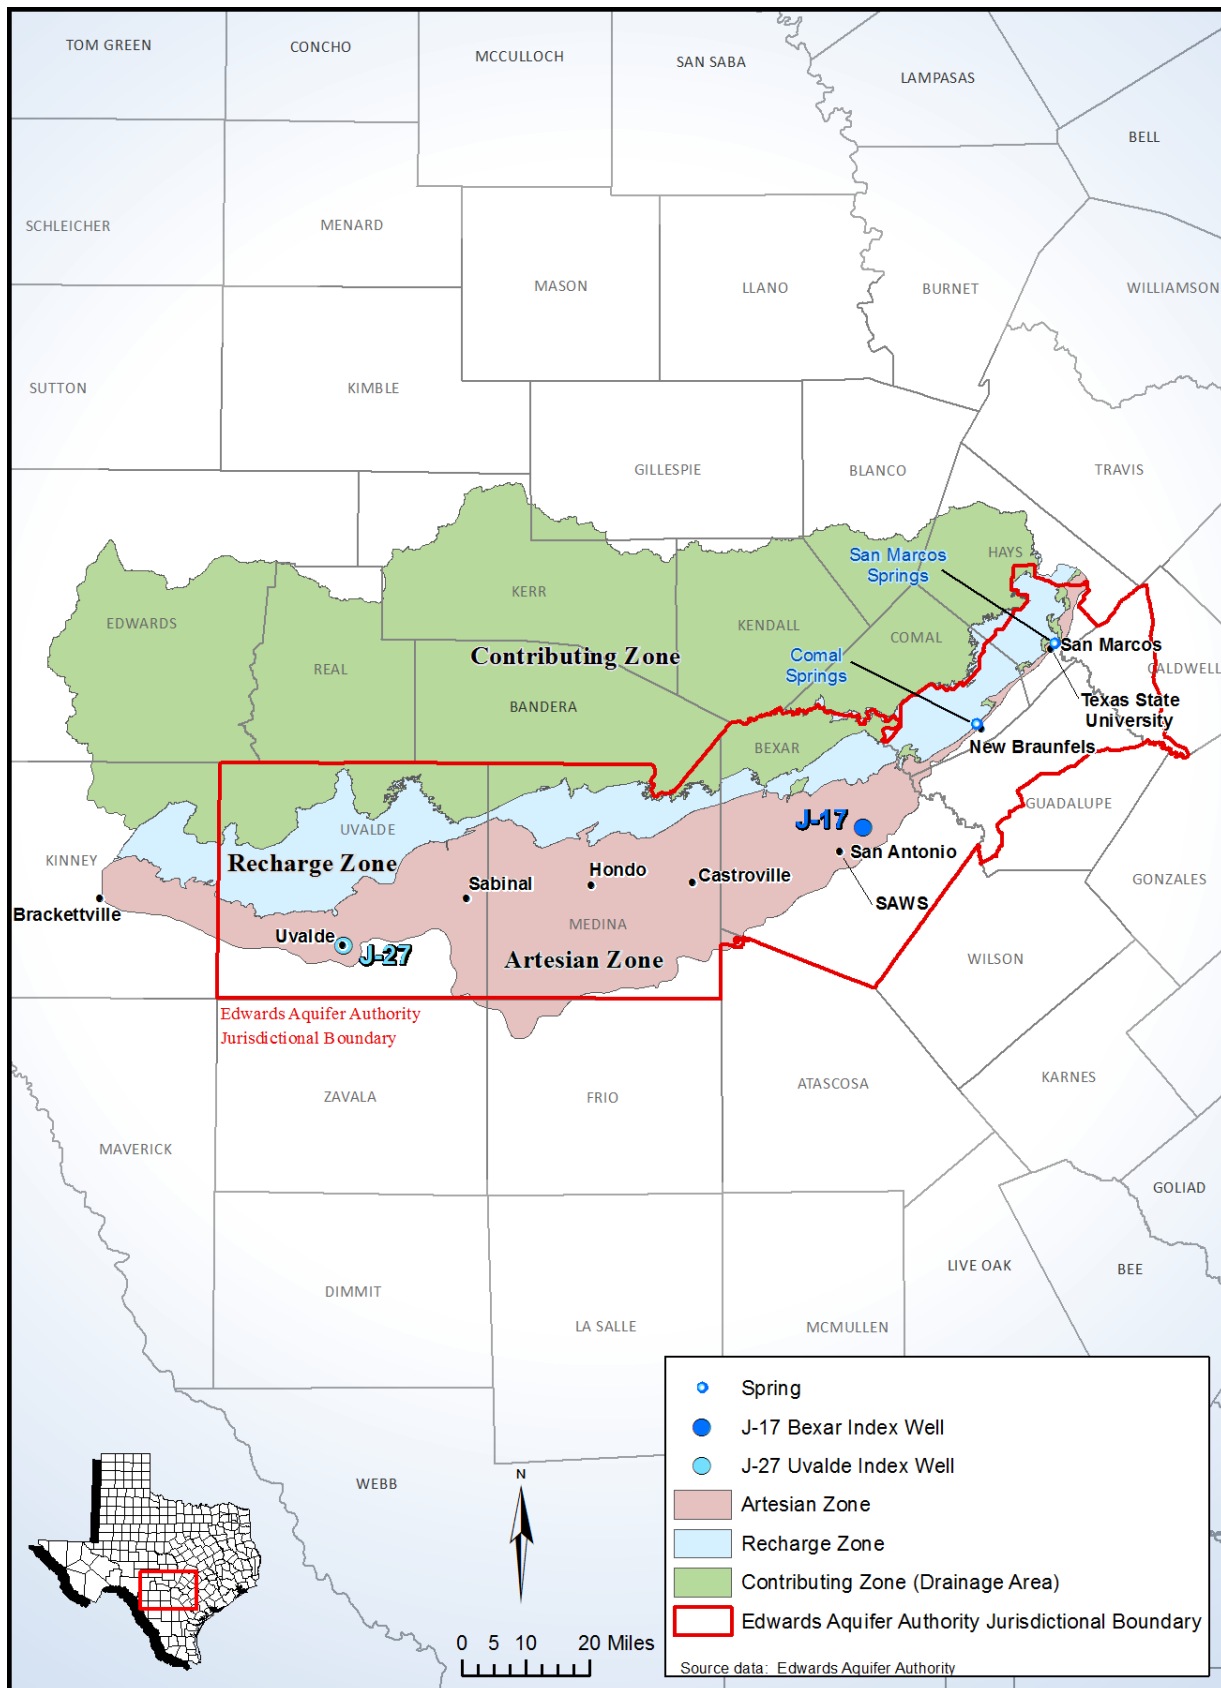 TOM GREEN
CONCHO
MCCULLOCH
SAN SABA
LAMPASAS
BELL
SCHLEICHER
MENARD
MASON
LLANO
BURNET
WILLIAMSON
SUTTON
KIMBLE
GILLESPIE
BLANCO
TRAVIS
San Marcos
Springs
HAYS
EDWARDS
KERR
REAL
KENDALL
COMAL
Contributing Zone
Comal
Springs
San Marcos
CALDWELL
BANDERA
Texas State
University
BEXAR
New Braunfels
UVALDE
J-17
GUADALUPE
KINNEY
Recharge Zone
San Antonio
Hondo
Castroville
Sabinal
GONZALES
Brackettville
SAWS
MEDINA
Uvalde
J-27
Artesian Zone
WILSON
Edwards Aquifer Authority
Jurisdictional Boundary
ZAVALA
FRIO
ATASCOSA
KARNES
MAVERICK
GOLIAD
DIMMIT
LA SALLE
LIVE OAK
BEE
MCMULLEN
WEBB
Spring
J-17 Bexar Index Well
J-27 Uvalde Index Well
Artesian Zone
Recharge Zone
Contributing Zone (Drainage Area)
Edwards Aquifer Authority Jurisdictional Boundary
Source data: Edwards Aquifer Authority
N
0 5 10 20 Miles